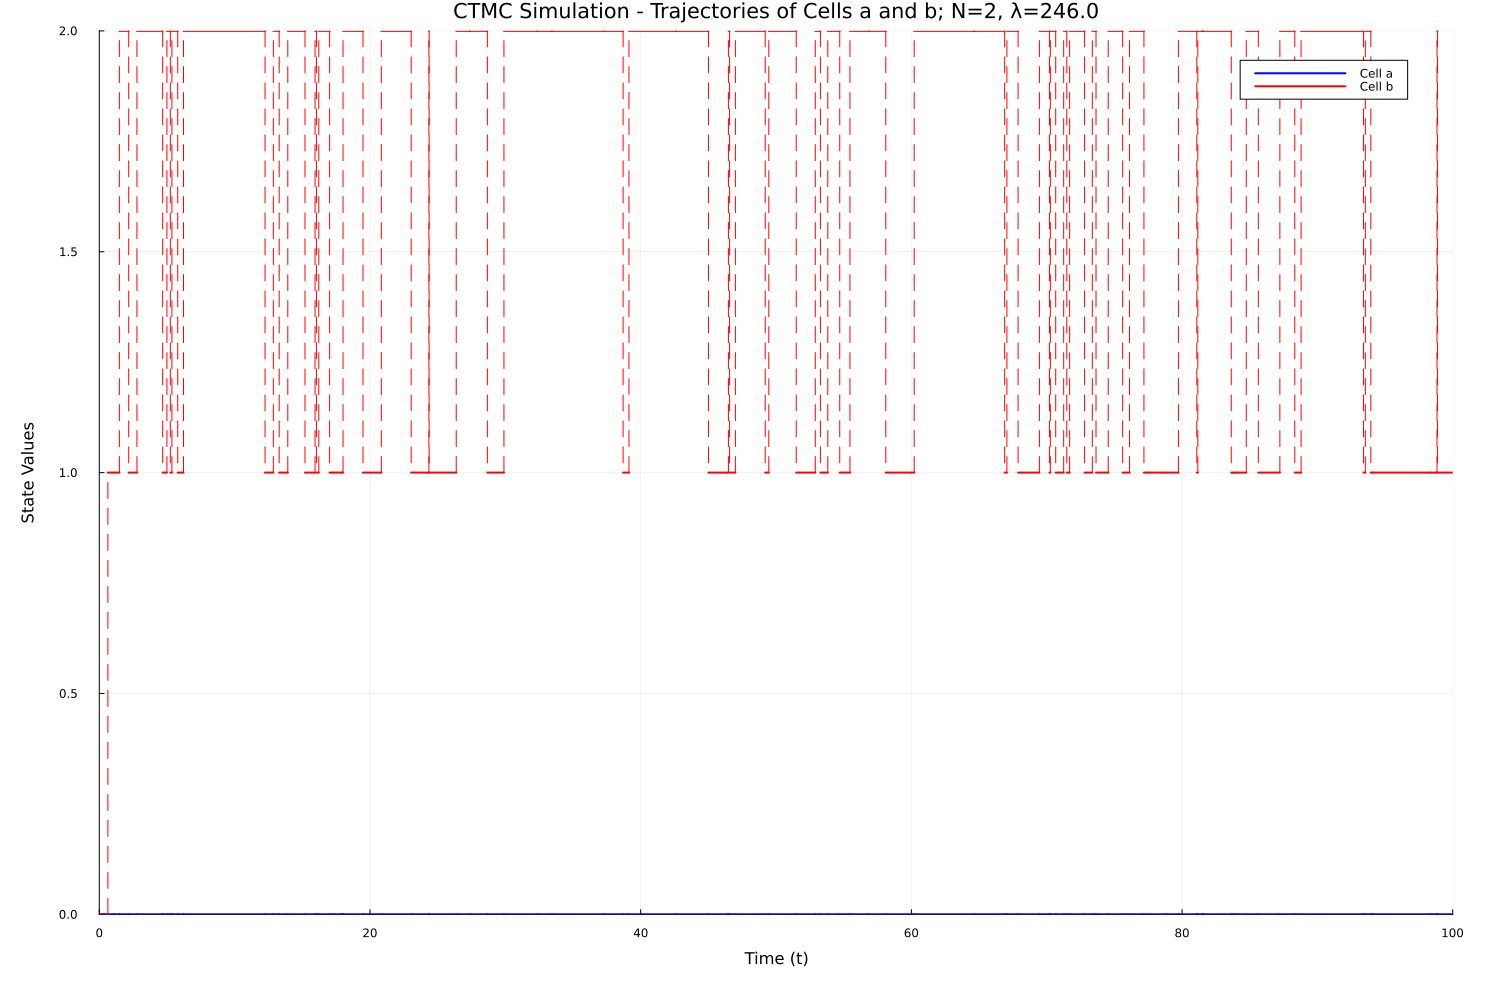 CTMC Simulation - Trajectories of Cells a and b; N=2, λ=246.0
2.0
Cell a
Cell b
1.5
1.0
State Values
0.5
0.0
0 20 40 60 80 100
Time (t)